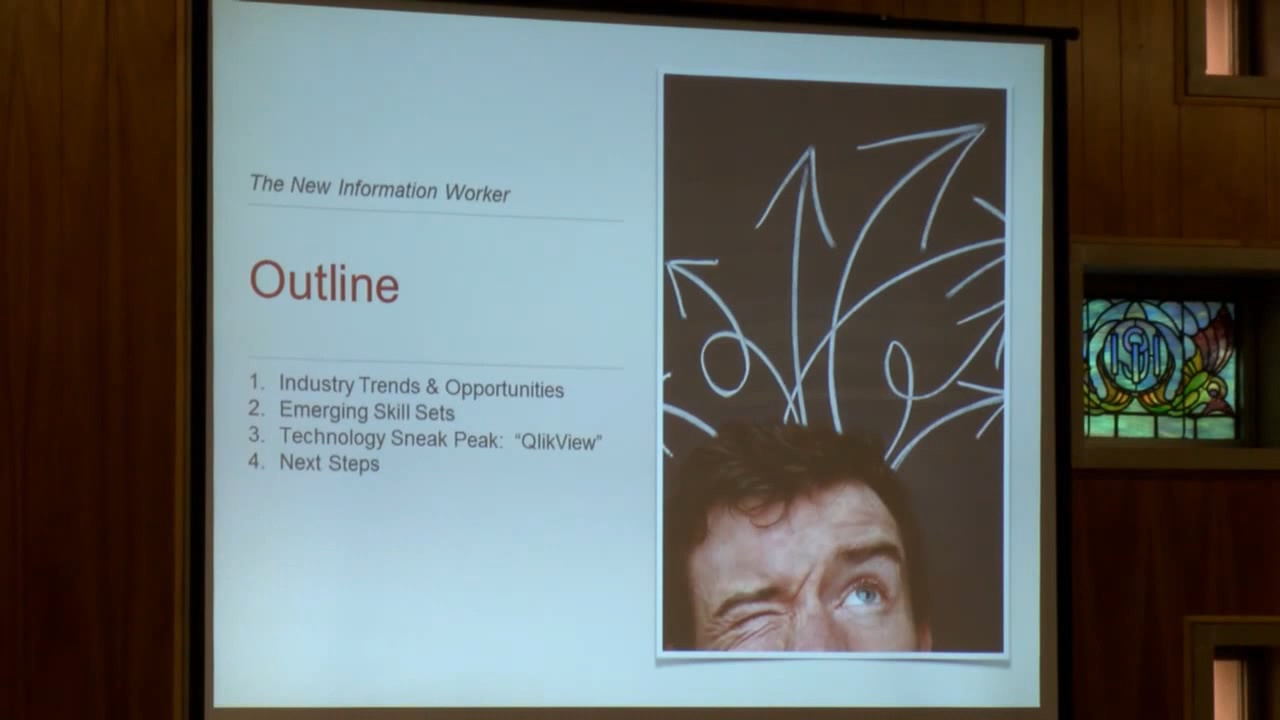 The New Information Worker
Outline
1. Industry Trends & Opportunities
2. Emerging Skill Sets
3. Technology Sneak Peak: “QlikView”
4. Next Steps
IHS